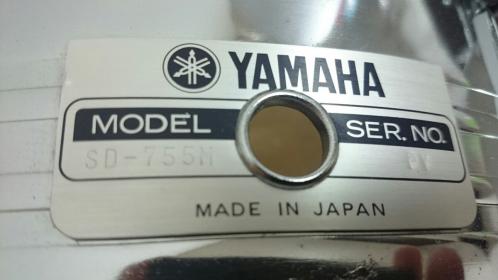 YAMAHA
MODEL SER. NO.
SD-755M
MADE IN JAPAN